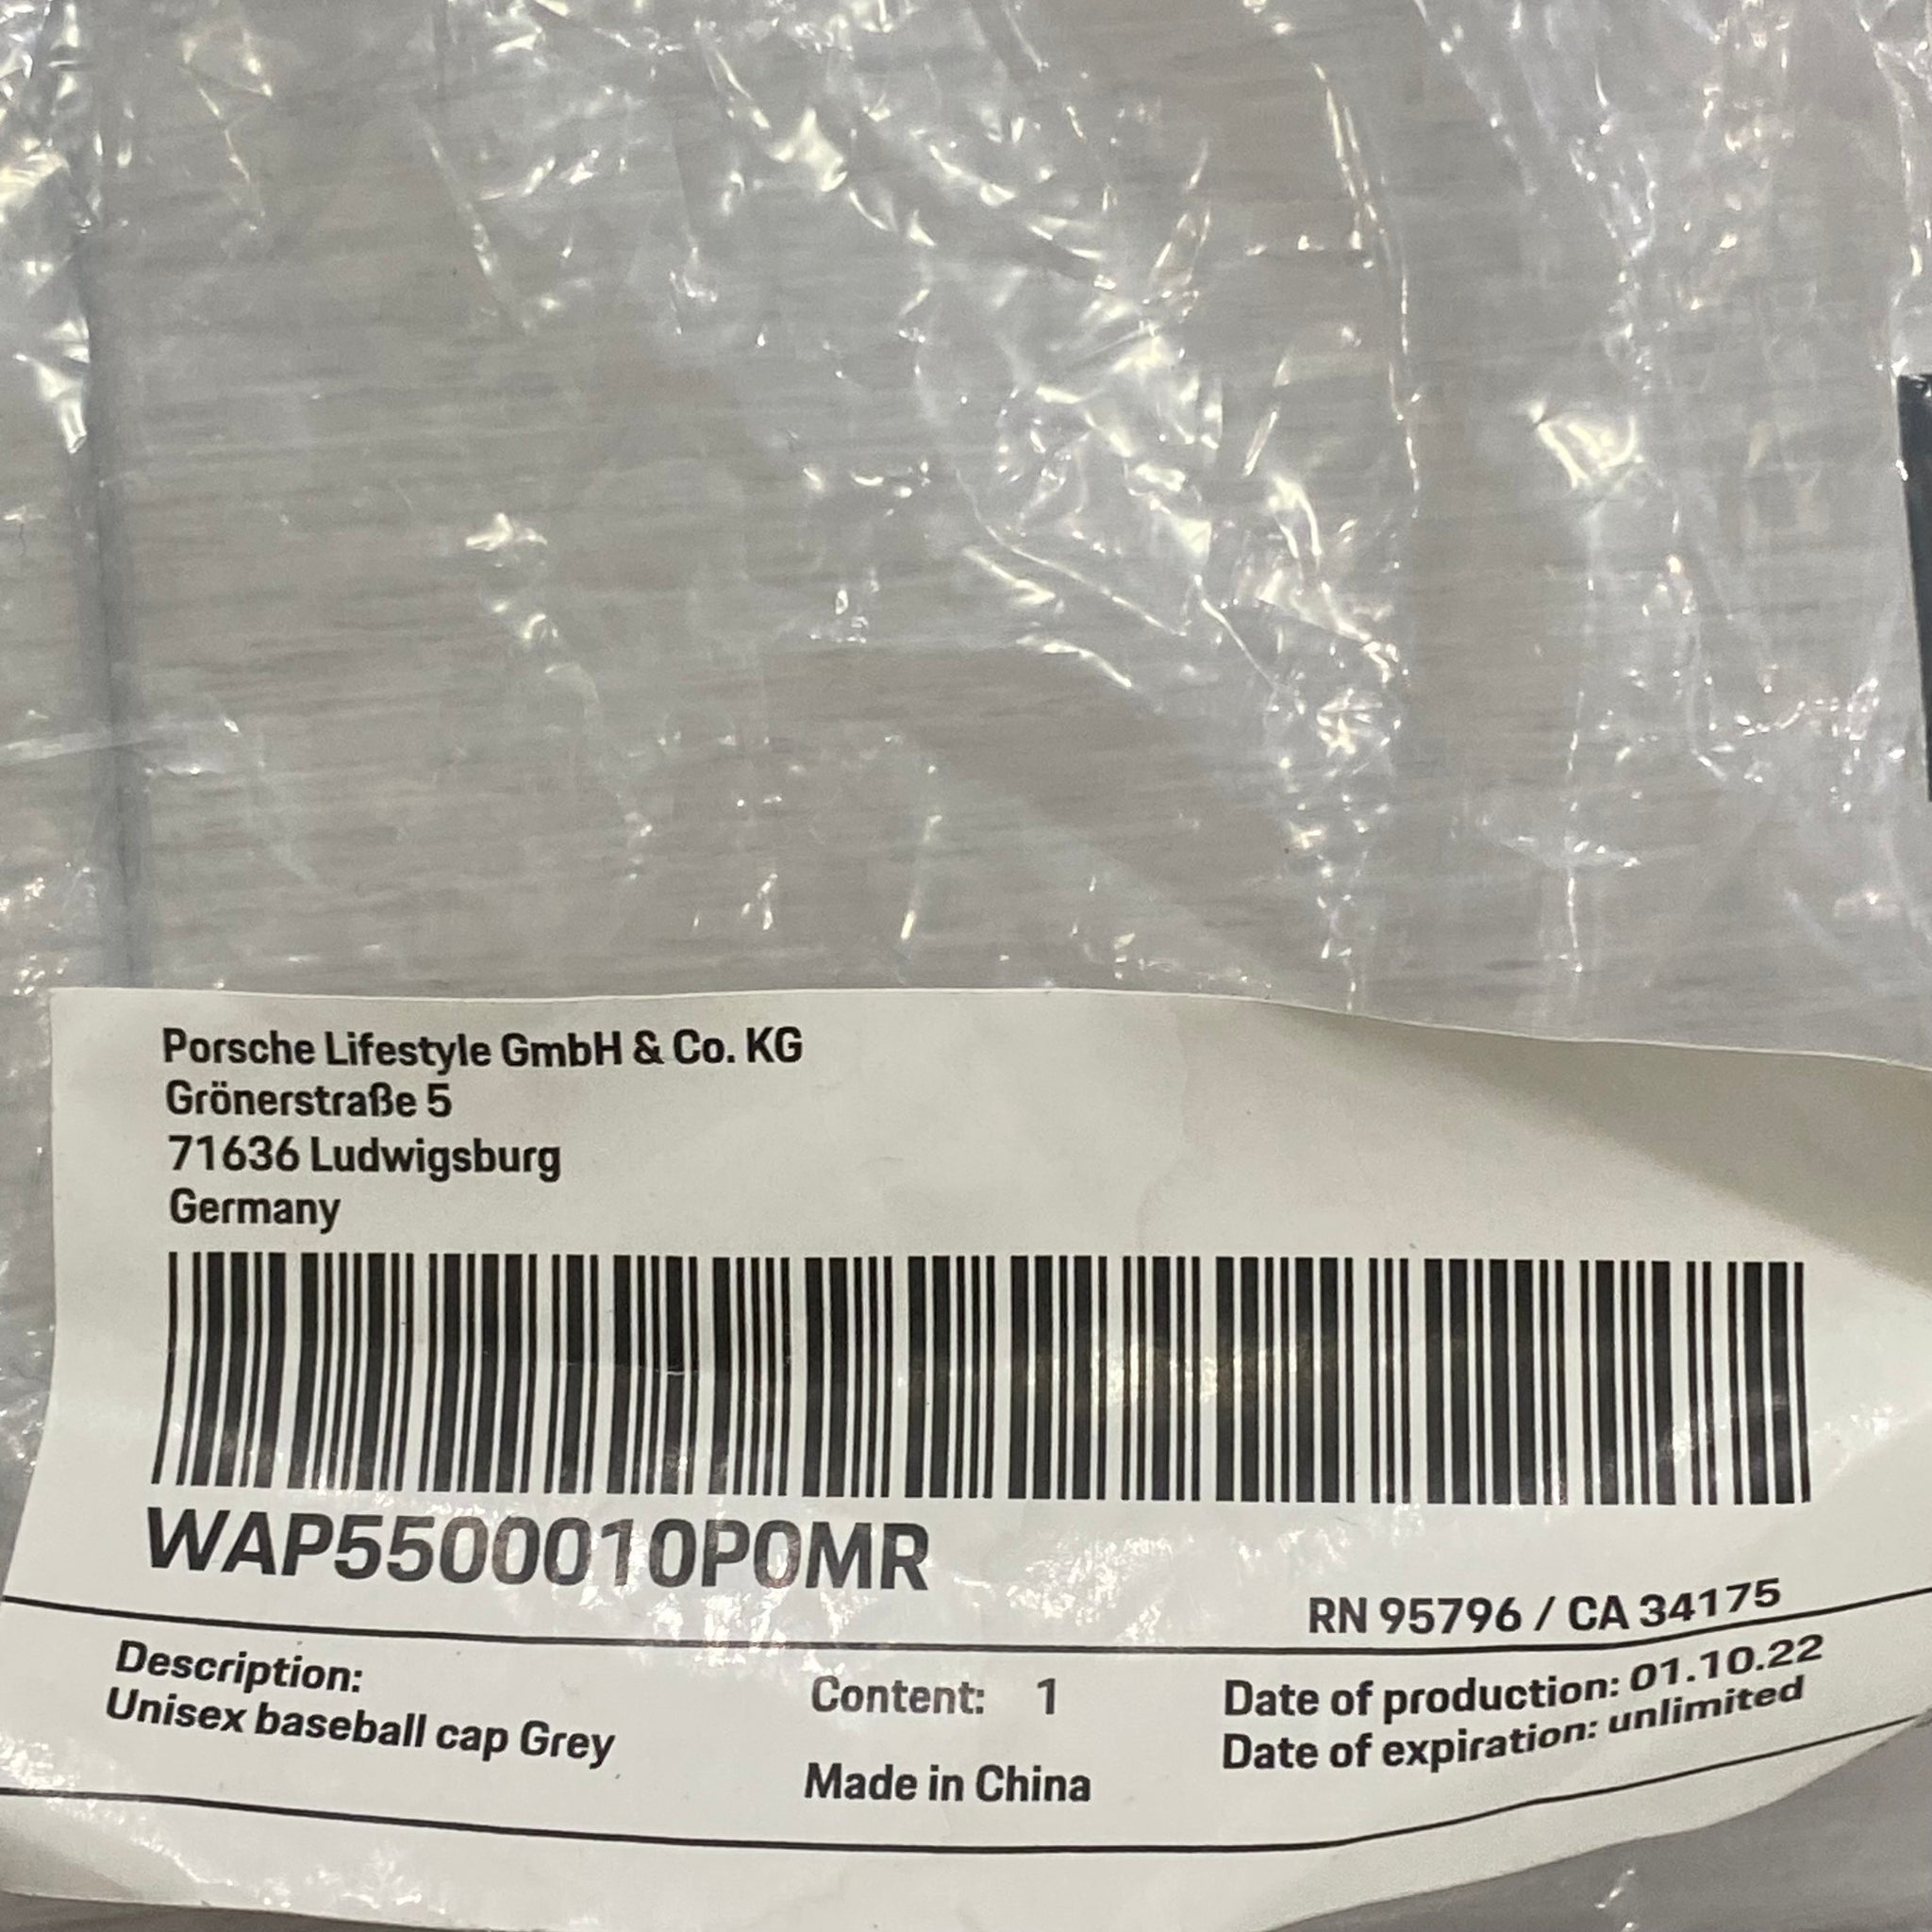 Porsche Lifestyle GmbH & Co. KG
Grönerstraße 5
71636 Ludwigsburg
Germany
WAP5500010P0MR
RN 95796 / CA 34175
Description:
Unisex baseball cap Grey
Content: 1
Made in China
Date of production: 01.10.22
Date of expiration: unlimited